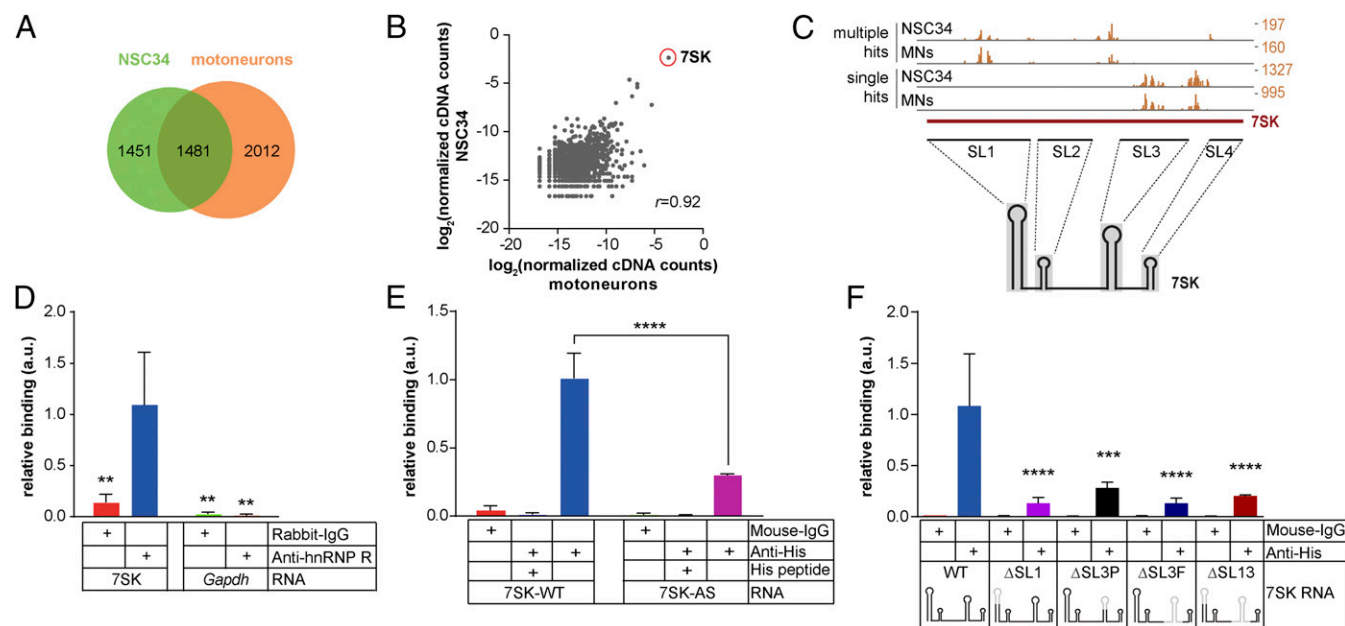 A
NSC34 motoneurons
1451 1481 2012
B
log2(normalized cDNA counts)
NSC34
0
-5
-10
-15
-20
7SK
r=0.92
-20 -15 -10 -5 0
log2(normalized cDNA counts)
motoneurons
C
multiple hits
NSC34 197
MNs 160
single hits
NSC34 1327
MNs 995
7SK
SL1 SL2 SL3 SL4
7SK
D
relative binding (a.u.)
2.0
1.5
1.0
0.5
0.0
** ** **
+ + Rabbit-IgG
+ + Anti-hnRNP R
7SK Gapdh RNA
E
relative binding (a.u.)
1.5
1.0
0.5
0.0
****
+ + Mouse-IgG
+ + + + Anti-His
+ + His peptide
7SK-WT 7SK-AS RNA
F
relative binding (a.u.)
2.0
1.5
1.0
0.5
0.0
**** *** **** ****
+ + + + + Mouse-IgG
+ + + + + Anti-His
WT ΔSL1 ΔSL3P ΔSL3F ΔSL13
7SK RNA